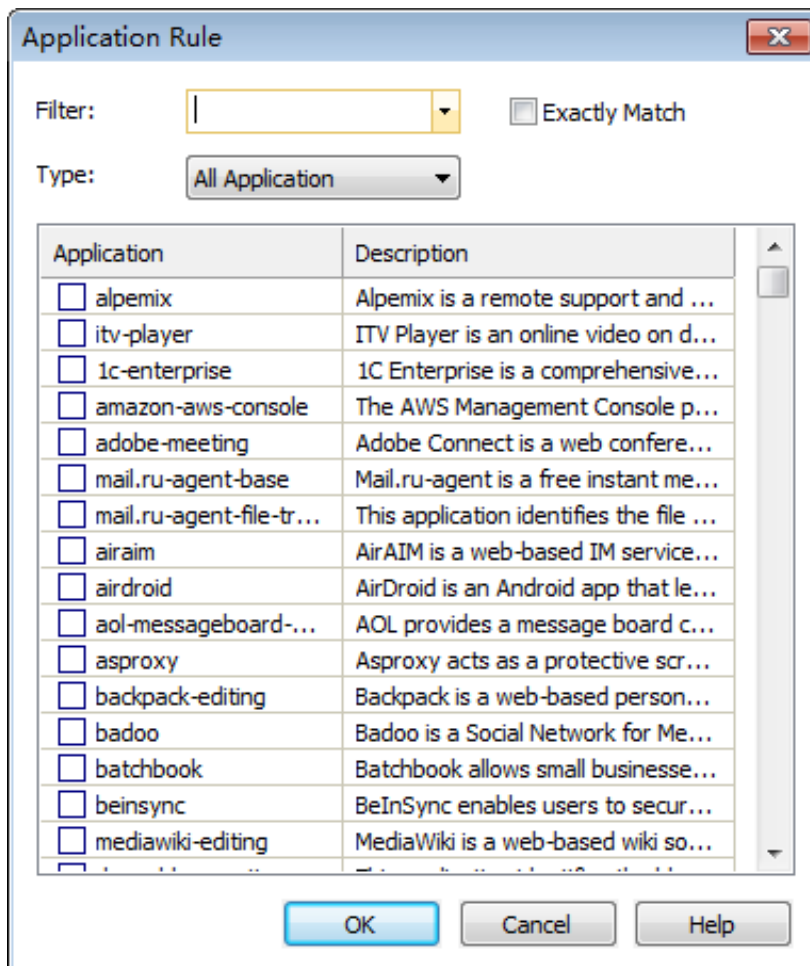 Application Rule
Filter:
Exactly Match
Type:
All Application
Application Description
alpemix Alpemix is a remote support and ...
itv-player ITV Player is an online video on d...
1c-enterprise 1C Enterprise is a comprehensive...
amazon-aws-console The AWS Management Console p...
adobe-meeting Adobe Connect is a web confere...
mail.ru-agent-base Mail.ru-agent is a free instant me...
mail.ru-agent-file-tr... This application identifies the file ...
airaim AirAIM is a web-based IM service...
airdroid AirDroid is an Android app that le...
aol-messageboard-... AOL provides a message board c...
asproxy Asproxy acts as a protective scr...
backpack-editing Backpack is a web-based person...
badoo Badoo is a Social Network for Me...
batchbook Batchbook allows small businesse...
beinsync BeInSync enables users to secur...
mediawiki-editing MediaWiki is a web-based wiki so...
OK Cancel Help